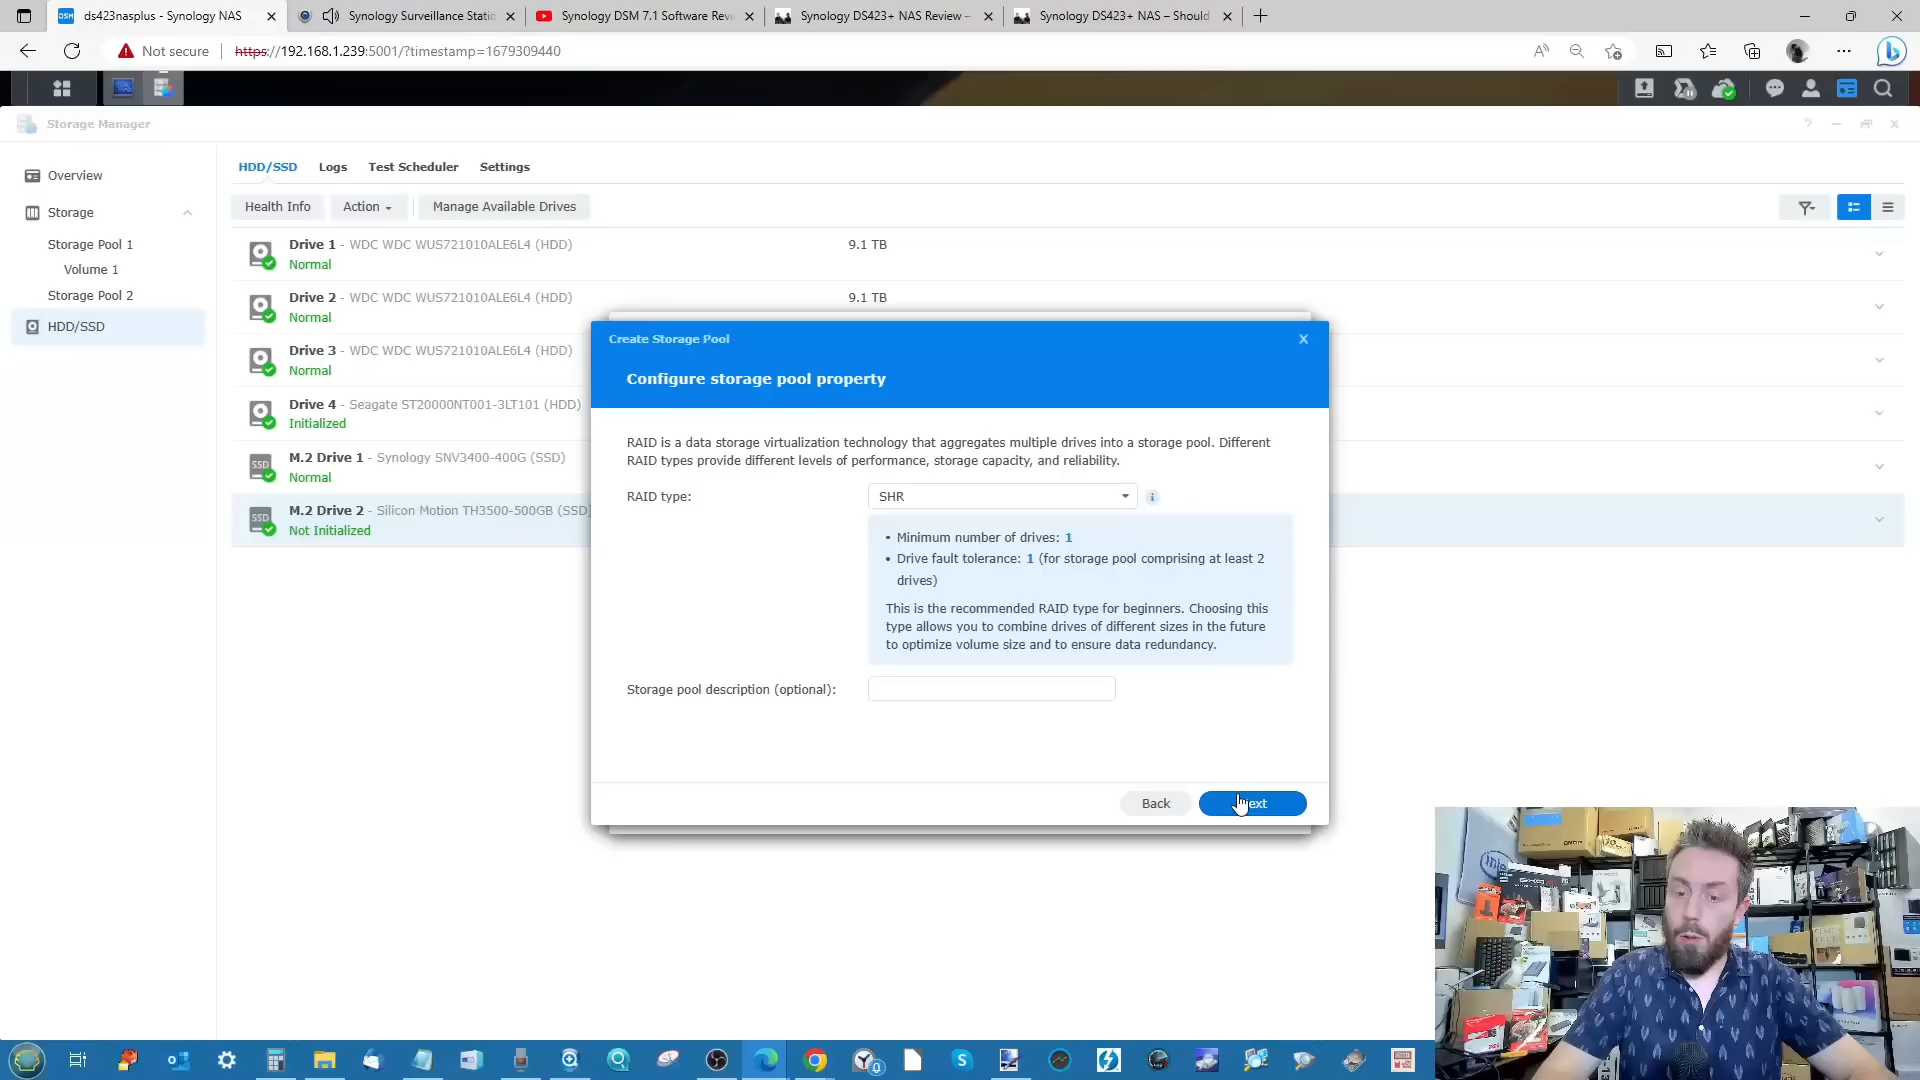 ds423nasplus - Synology NAS
Synology Surveillance Static
Synology DSM 7.1 Software Revi
Synology DS423+ NAS Review –
Synology DS423+ NAS – Should
Not secure
https://192.168.1.239:5001/?timestamp=1679309440
Storage Manager
Overview
Storage
Storage Pool 1
Volume 1
Storage Pool 2
HDD/SSD
HDD/SSD
Logs
Test Scheduler
Settings
Health Info
Action
Manage Available Drives
Drive 1 - WDC WDC WUS721010ALE6L4 (HDD)
9.1 TB
Normal
Drive 2 - WDC WDC WUS721010ALE6L4 (HDD)
9.1 TB
Normal
Drive 3 - WDC WDC WUS721010ALE6L4 (HDD)
Normal
Drive 4 - Seagate ST20000NT001-3LT101 (HDD)
Initialized
M.2 Drive 1 - Synology SNV3400-400G (SSD)
Normal
M.2 Drive 2 - Silicon Motion TH3500-500GB (SSD)
Not Initialized
Create Storage Pool
Configure storage pool property
RAID is a data storage virtualization technology that aggregates multiple drives into a storage pool. Different
RAID types provide different levels of performance, storage capacity, and reliability.
RAID type:
SHR
• Minimum number of drives: 1
• Drive fault tolerance: 1 (for storage pool comprising at least 2
drives)
This is the recommended RAID type for beginners. Choosing this
type allows you to combine drives of different sizes in the future
to optimize volume size and to ensure data redundancy.
Storage pool description (optional):
Back
Next
intel